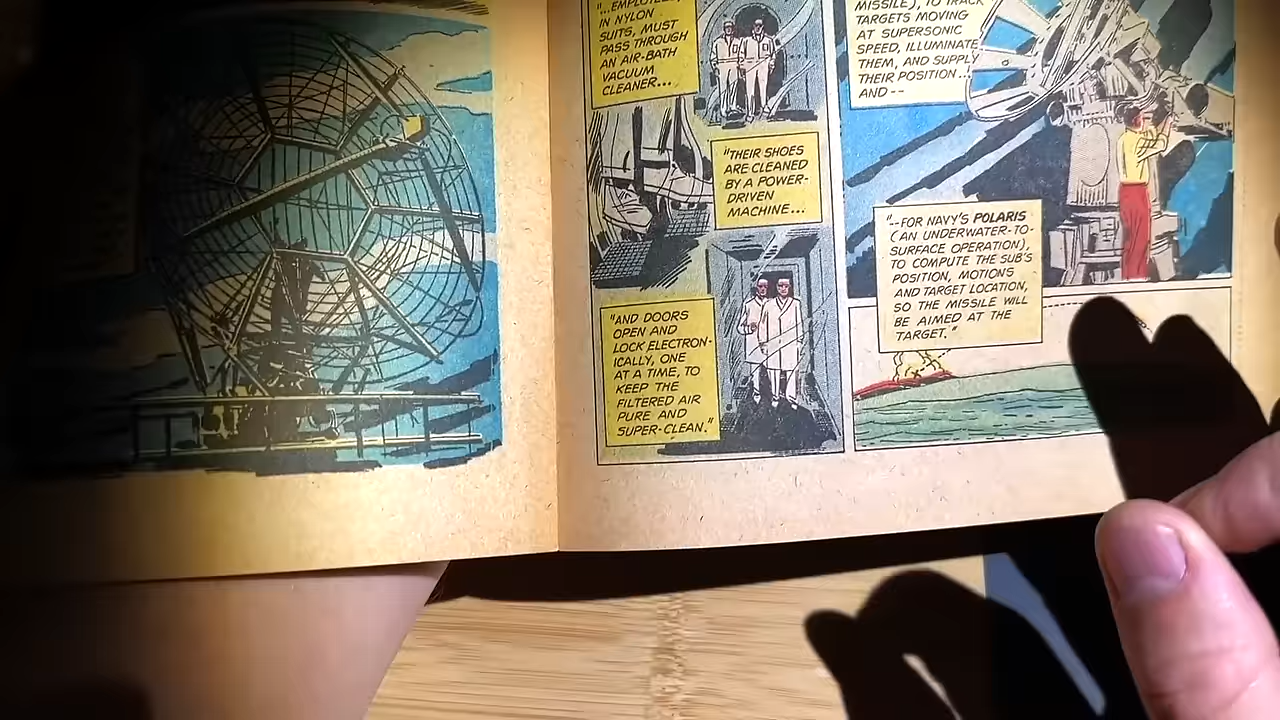 "...EMPLOYEES,
IN NYLON
SUITS, MUST
PASS THROUGH
AN AIR-BATH
VACUUM
CLEANER...
"THEIR SHOES
ARE CLEANED
BY A POWER-
DRIVEN
MACHINE...
"AND DOORS
OPEN AND
LOCK ELECTRON-
ICALLY, ONE
AT A TIME, TO
KEEP THE
FILTERED AIR
PURE AND
SUPER-CLEAN."
MISSILE), TO TRACK
TARGETS MOVING
AT SUPERSONIC
SPEED, ILLUMINATE
THEM, AND SUPPLY
THEIR POSITION...
AND --
"--FOR NAVY'S POLARIS
(AN UNDERWATER-TO-
SURFACE OPERATION),
TO COMPUTE THE SUB'S
POSITION, MOTIONS
AND TARGET LOCATION,
SO THE MISSILE WILL
BE AIMED AT THE
TARGET."